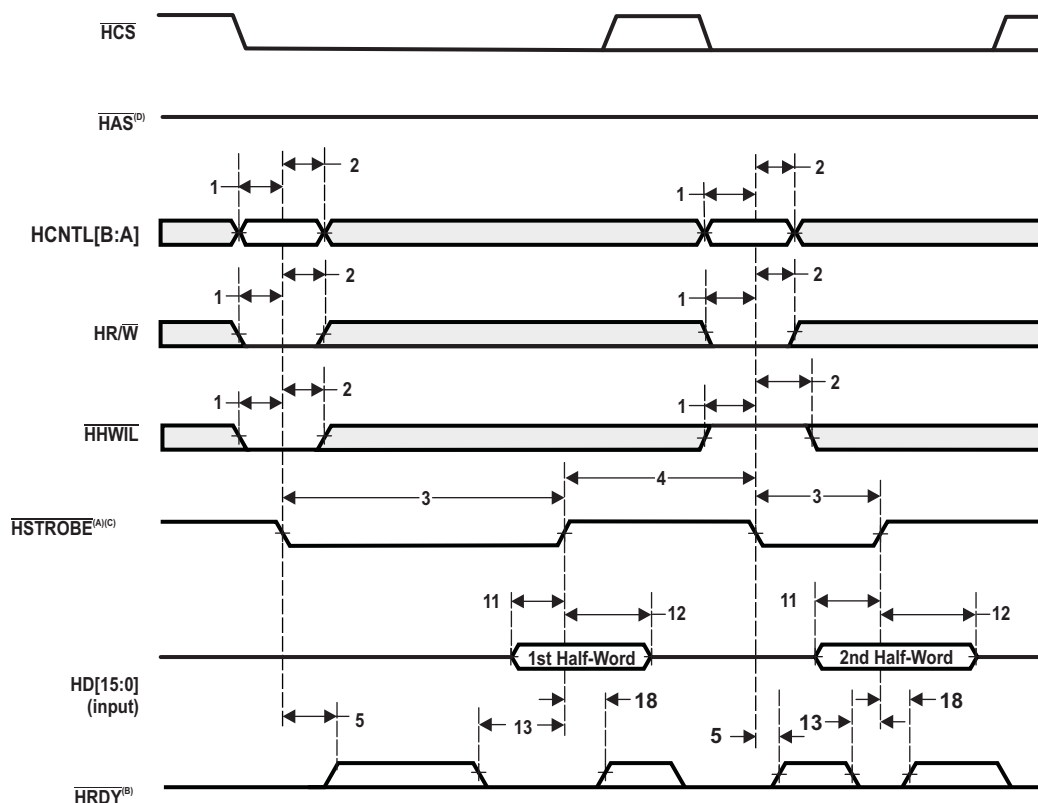 HCS
HAS(D)
2 2
1 1
HCNTL[B:A]
2 2
1 1
HR/W
2 2
1 1
HHWIL
4
3 3
HSTROBE(A)(C)
11 11
12 12
1st Half-Word 2nd Half-Word
HD[15:0]
(input)
18 18
5 13 5 13
HRDY(B)